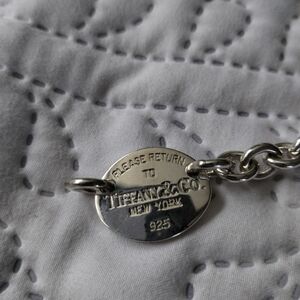 PLEASE RETURN
TO
TIFFANY & CO.
NEW YORK
925